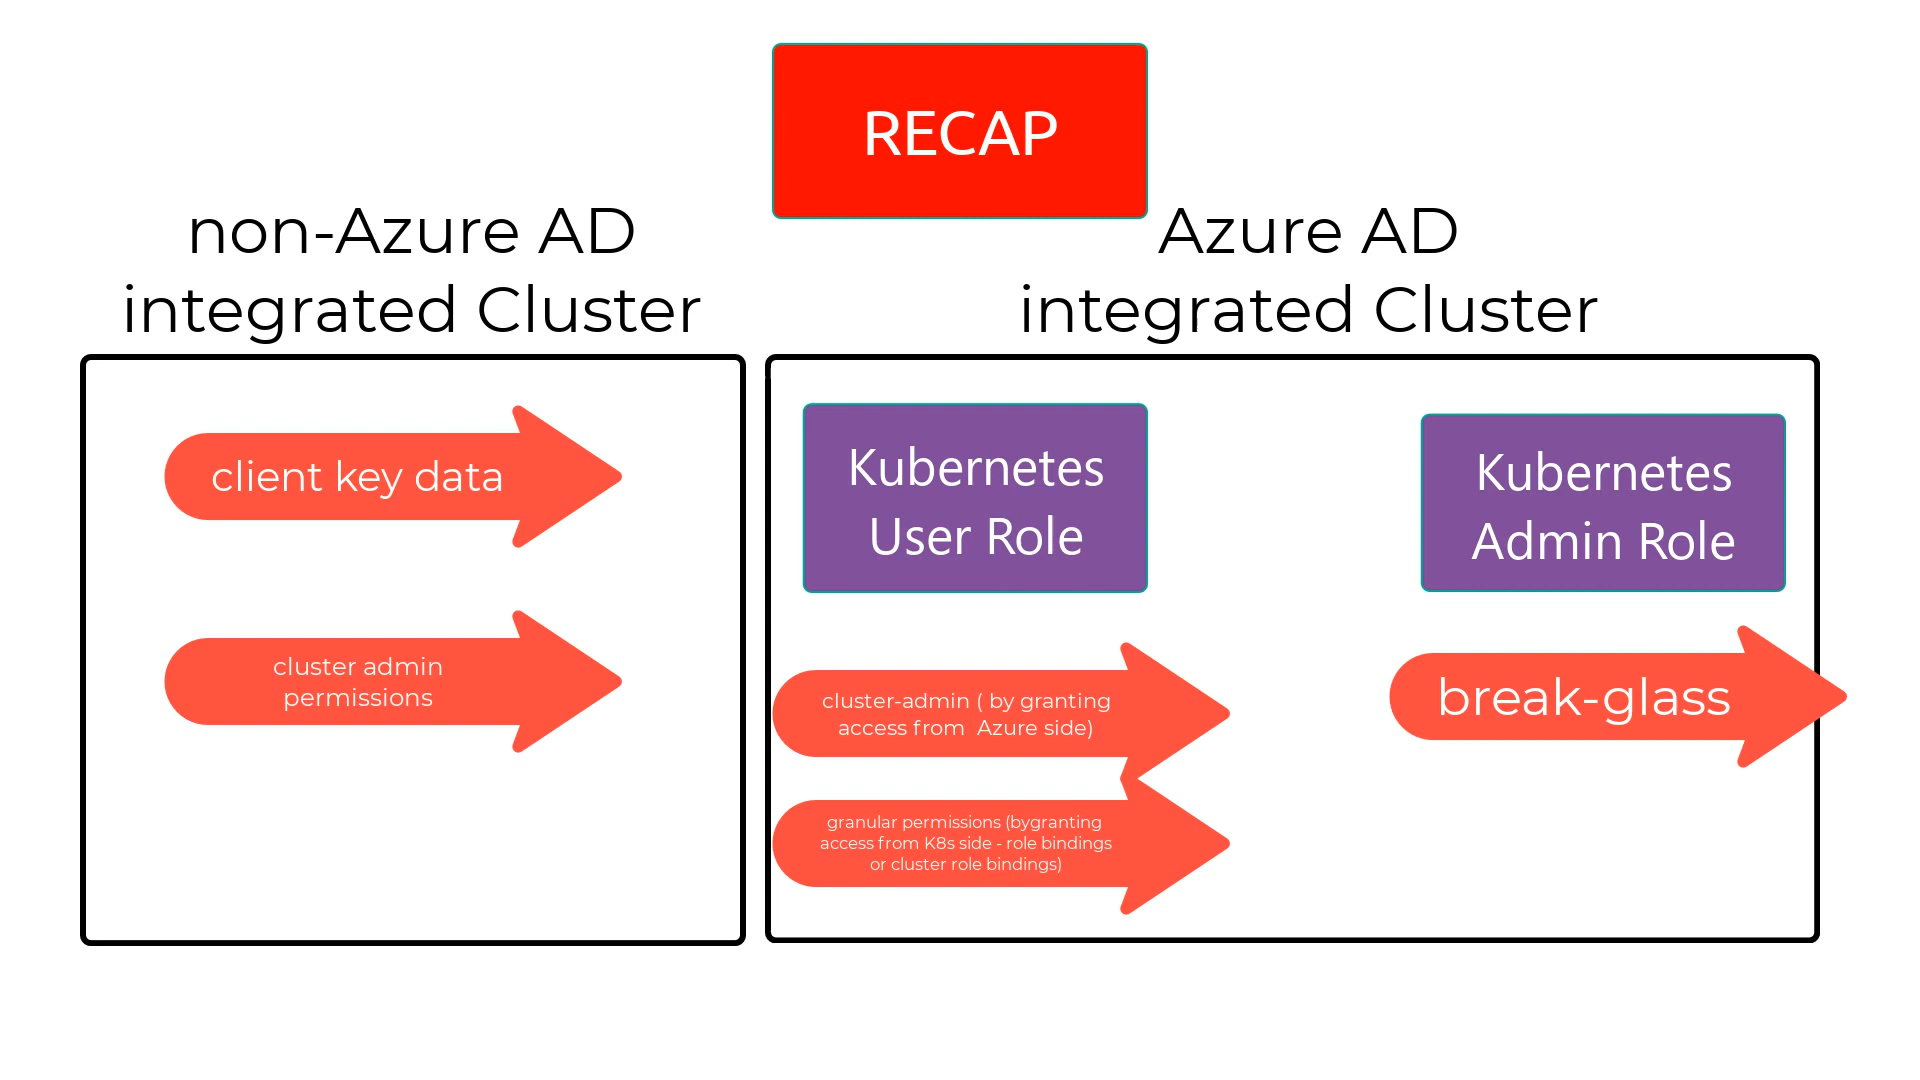 RECAP
non-Azure AD
integrated Cluster
client key data
cluster admin
permissions
Azure AD
integrated Cluster
Kubernetes
User Role
cluster-admin ( by granting
access from  Azure side)
granular permissions (bygranting
access from K8s side - role bindings
or cluster role bindings)
Kubernetes
Admin Role
break-glass